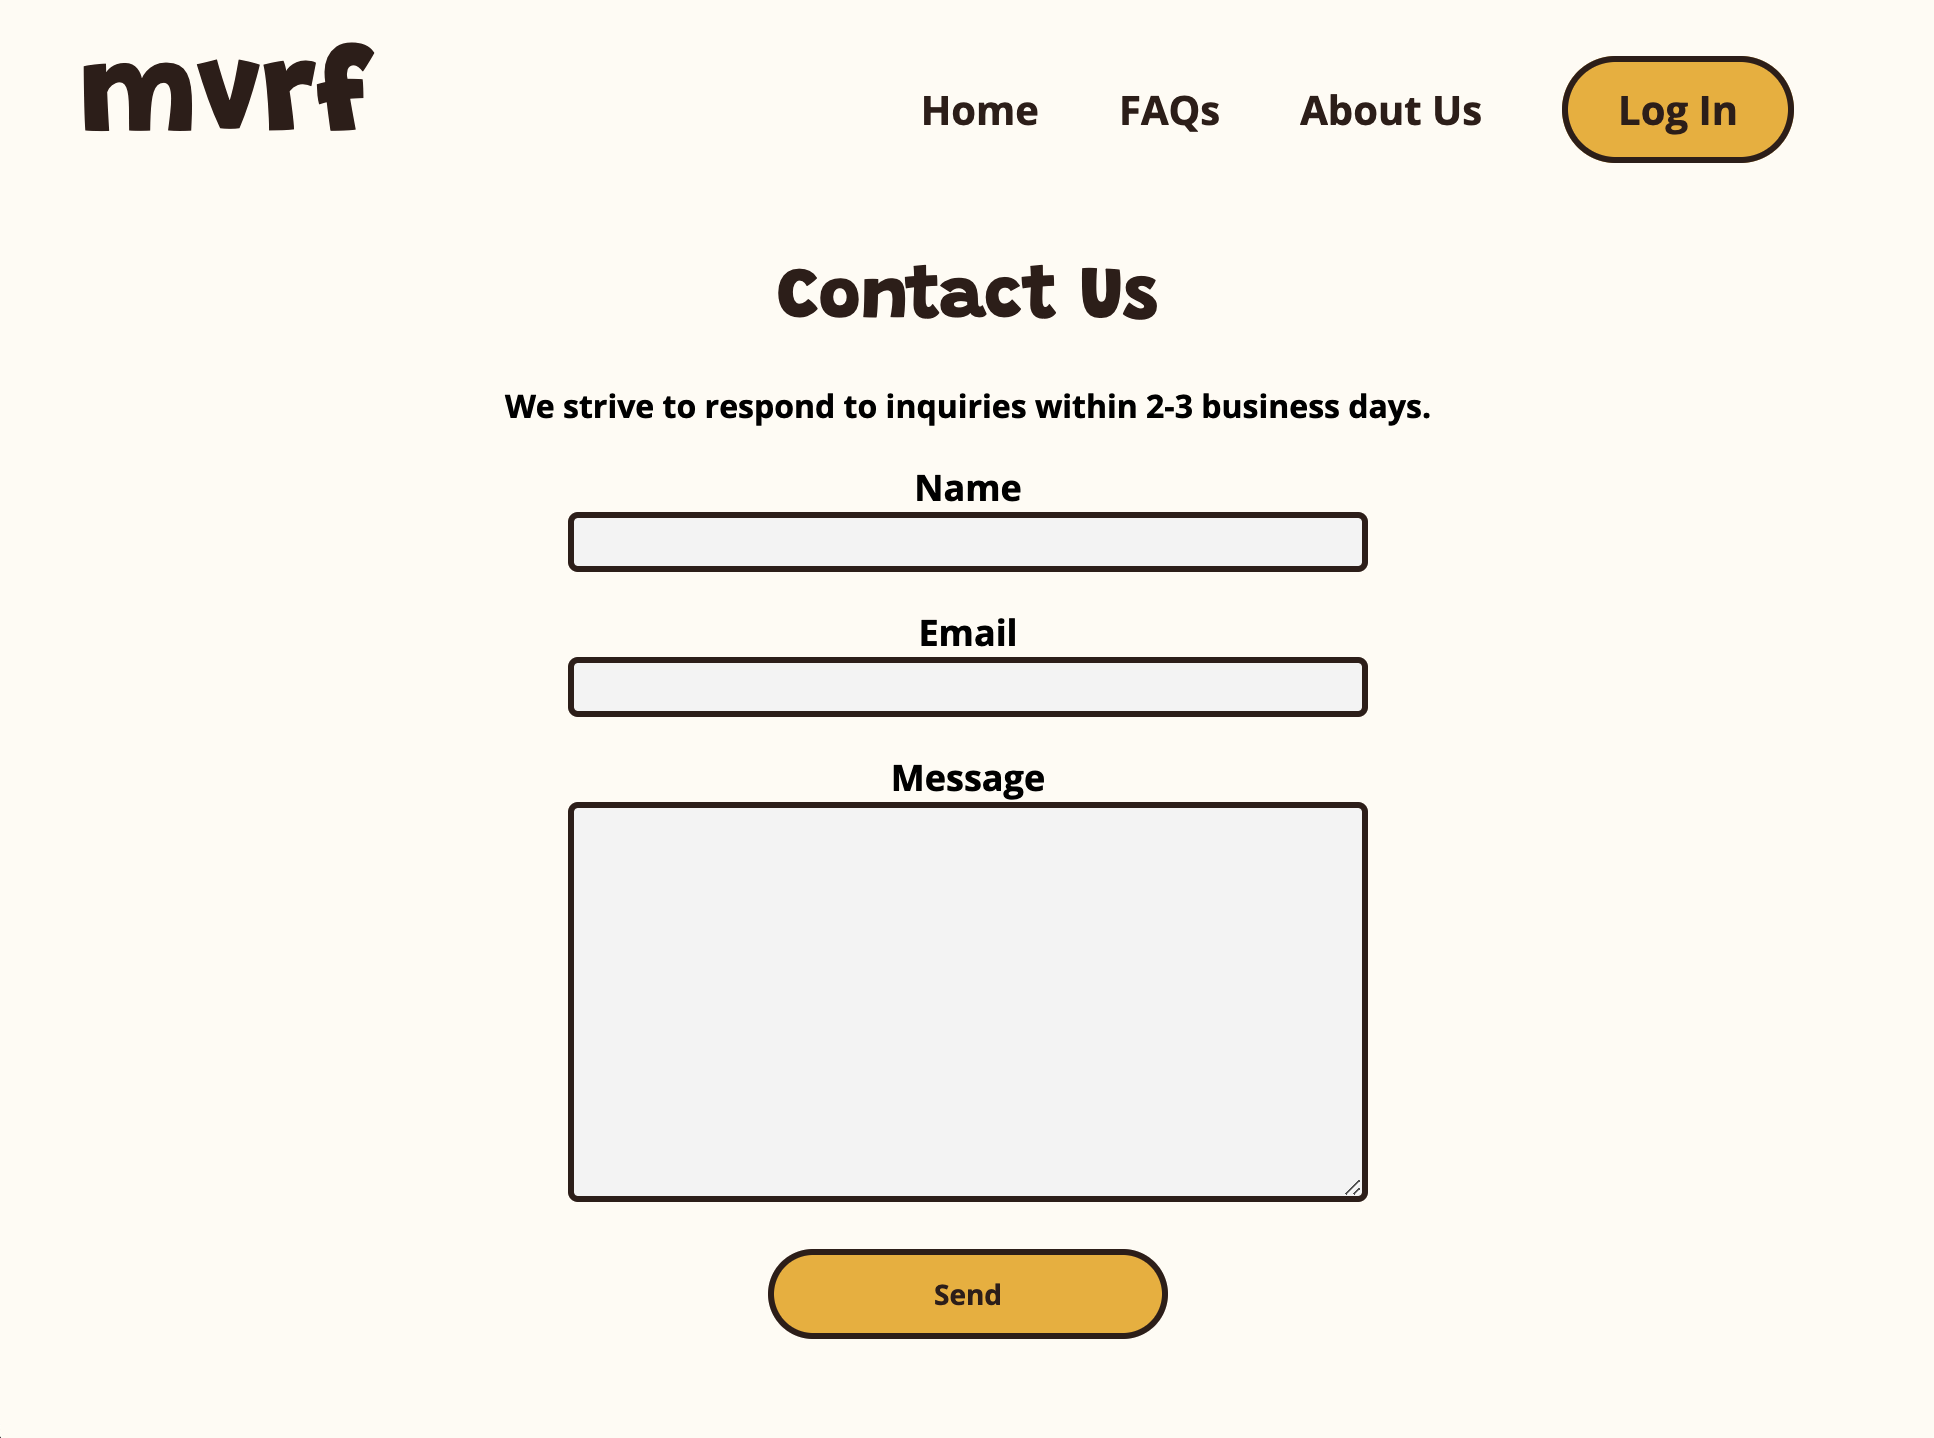 mvrf
Home FAQs About Us Log In
Contact Us
We strive to respond to inquiries within 2-3 business days.
Name
Email
Message
Send